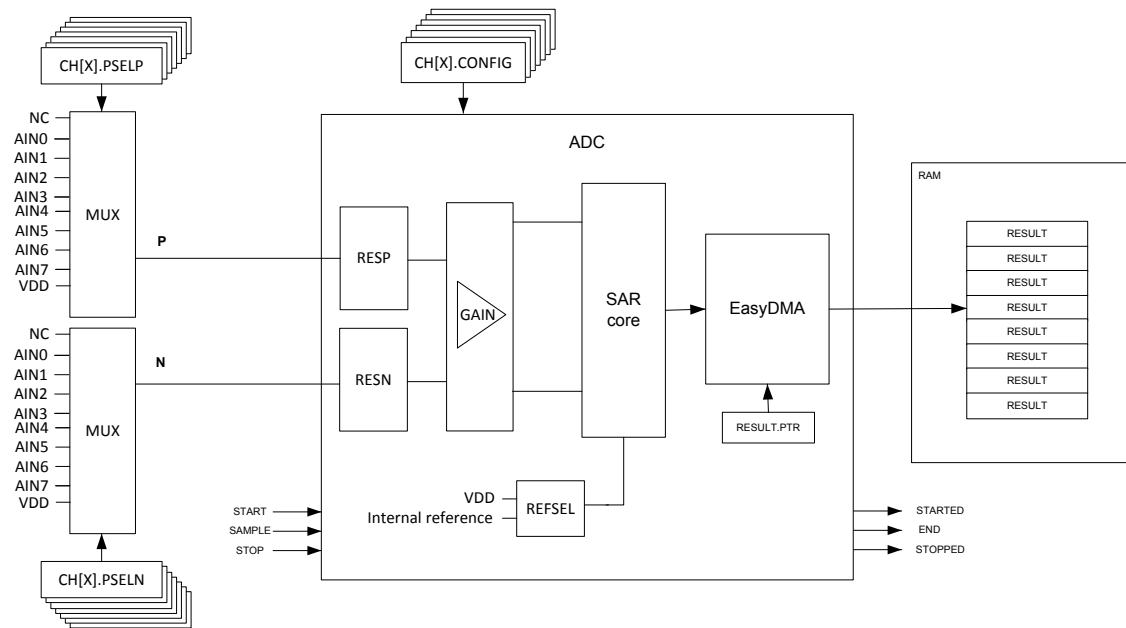 CH[X].PSELP
CH[X].CONFIG
NC
AIN0
AIN1
AIN2
AIN3
AIN4
AIN5
AIN6
AIN7
VDD
MUX
P
NC
AIN0
AIN1
AIN2
AIN3
AIN4
AIN5
AIN6
AIN7
VDD
MUX
N
CH[X].PSELN
ADC
RESP
RESN
GAIN
SAR
core
EasyDMA
RESULT.PTR
VDD
Internal reference
REFSEL
START
SAMPLE
STOP
STARTED
END
STOPPED
RAM
RESULT
RESULT
RESULT
RESULT
RESULT
RESULT
RESULT
RESULT